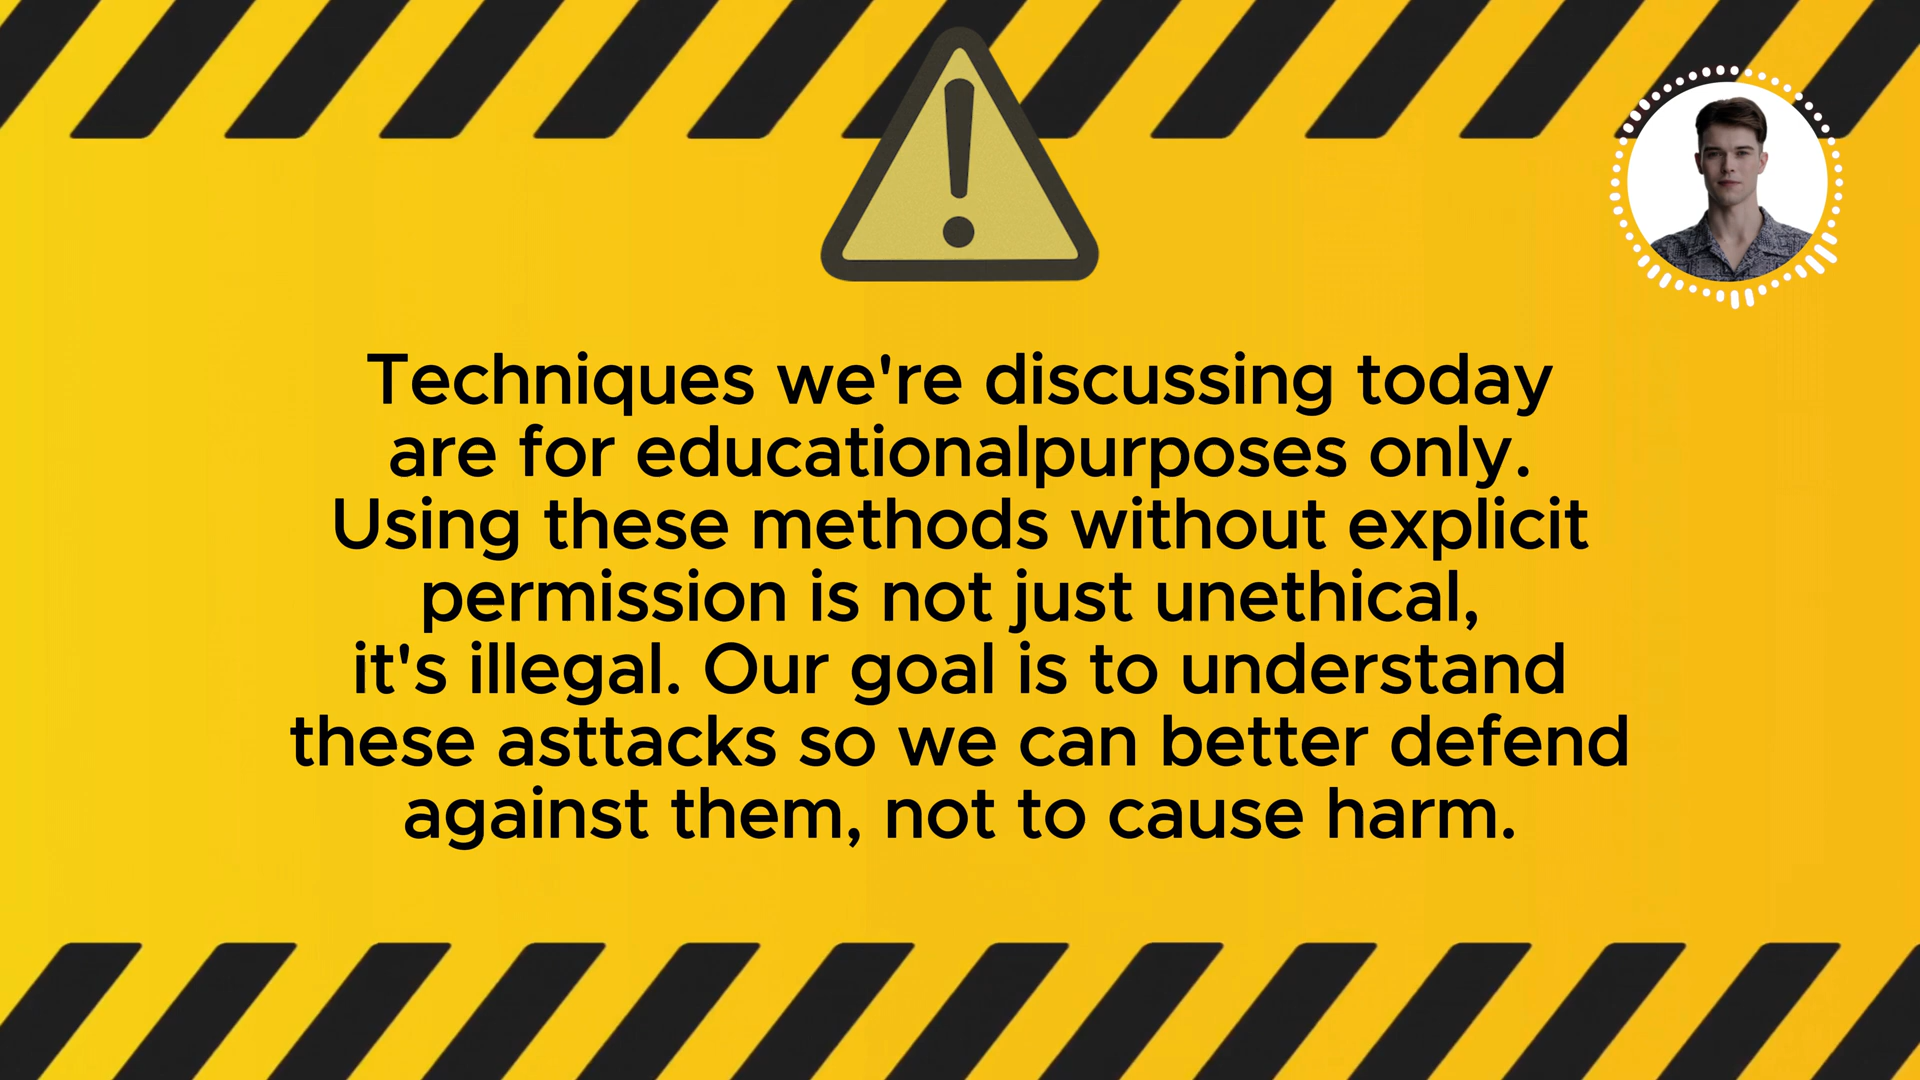 Techniques we're discussing today
are for educationalpurposes only.
Using these methods without explicit
permission is not just unethical,
it's illegal. Our goal is to understand
these asttacks so we can better defend
against them, not to cause harm.